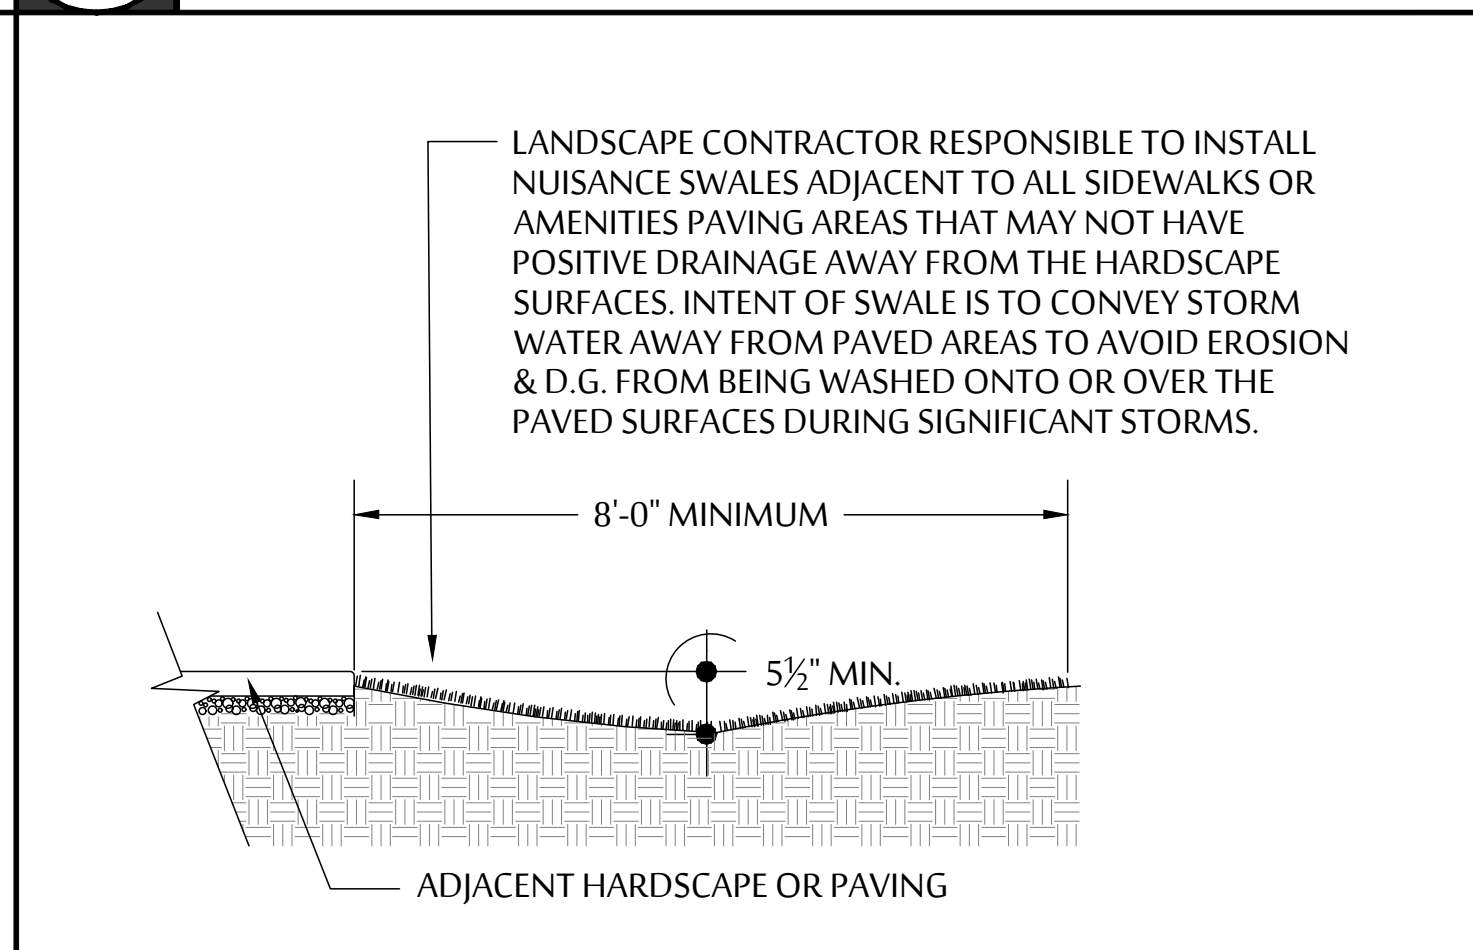 LANDSCAPE CONTRACTOR RESPONSIBLE TO INSTALL
NUISANCE SWALES ADJACENT TO ALL SIDEWALKS OR
AMENITIES PAVING AREAS THAT MAY NOT HAVE
POSITIVE DRAINAGE AWAY FROM THE HARDSCAPE
SURFACES. INTENT OF SWALE IS TO CONVEY STORM
WATER AWAY FROM PAVED AREAS TO AVOID EROSION
& D.G. FROM BEING WASHED ONTO OR OVER THE
PAVED SURFACES DURING SIGNIFICANT STORMS.
8'-0" MINIMUM
5½" MIN.
ADJACENT HARDSCAPE OR PAVING